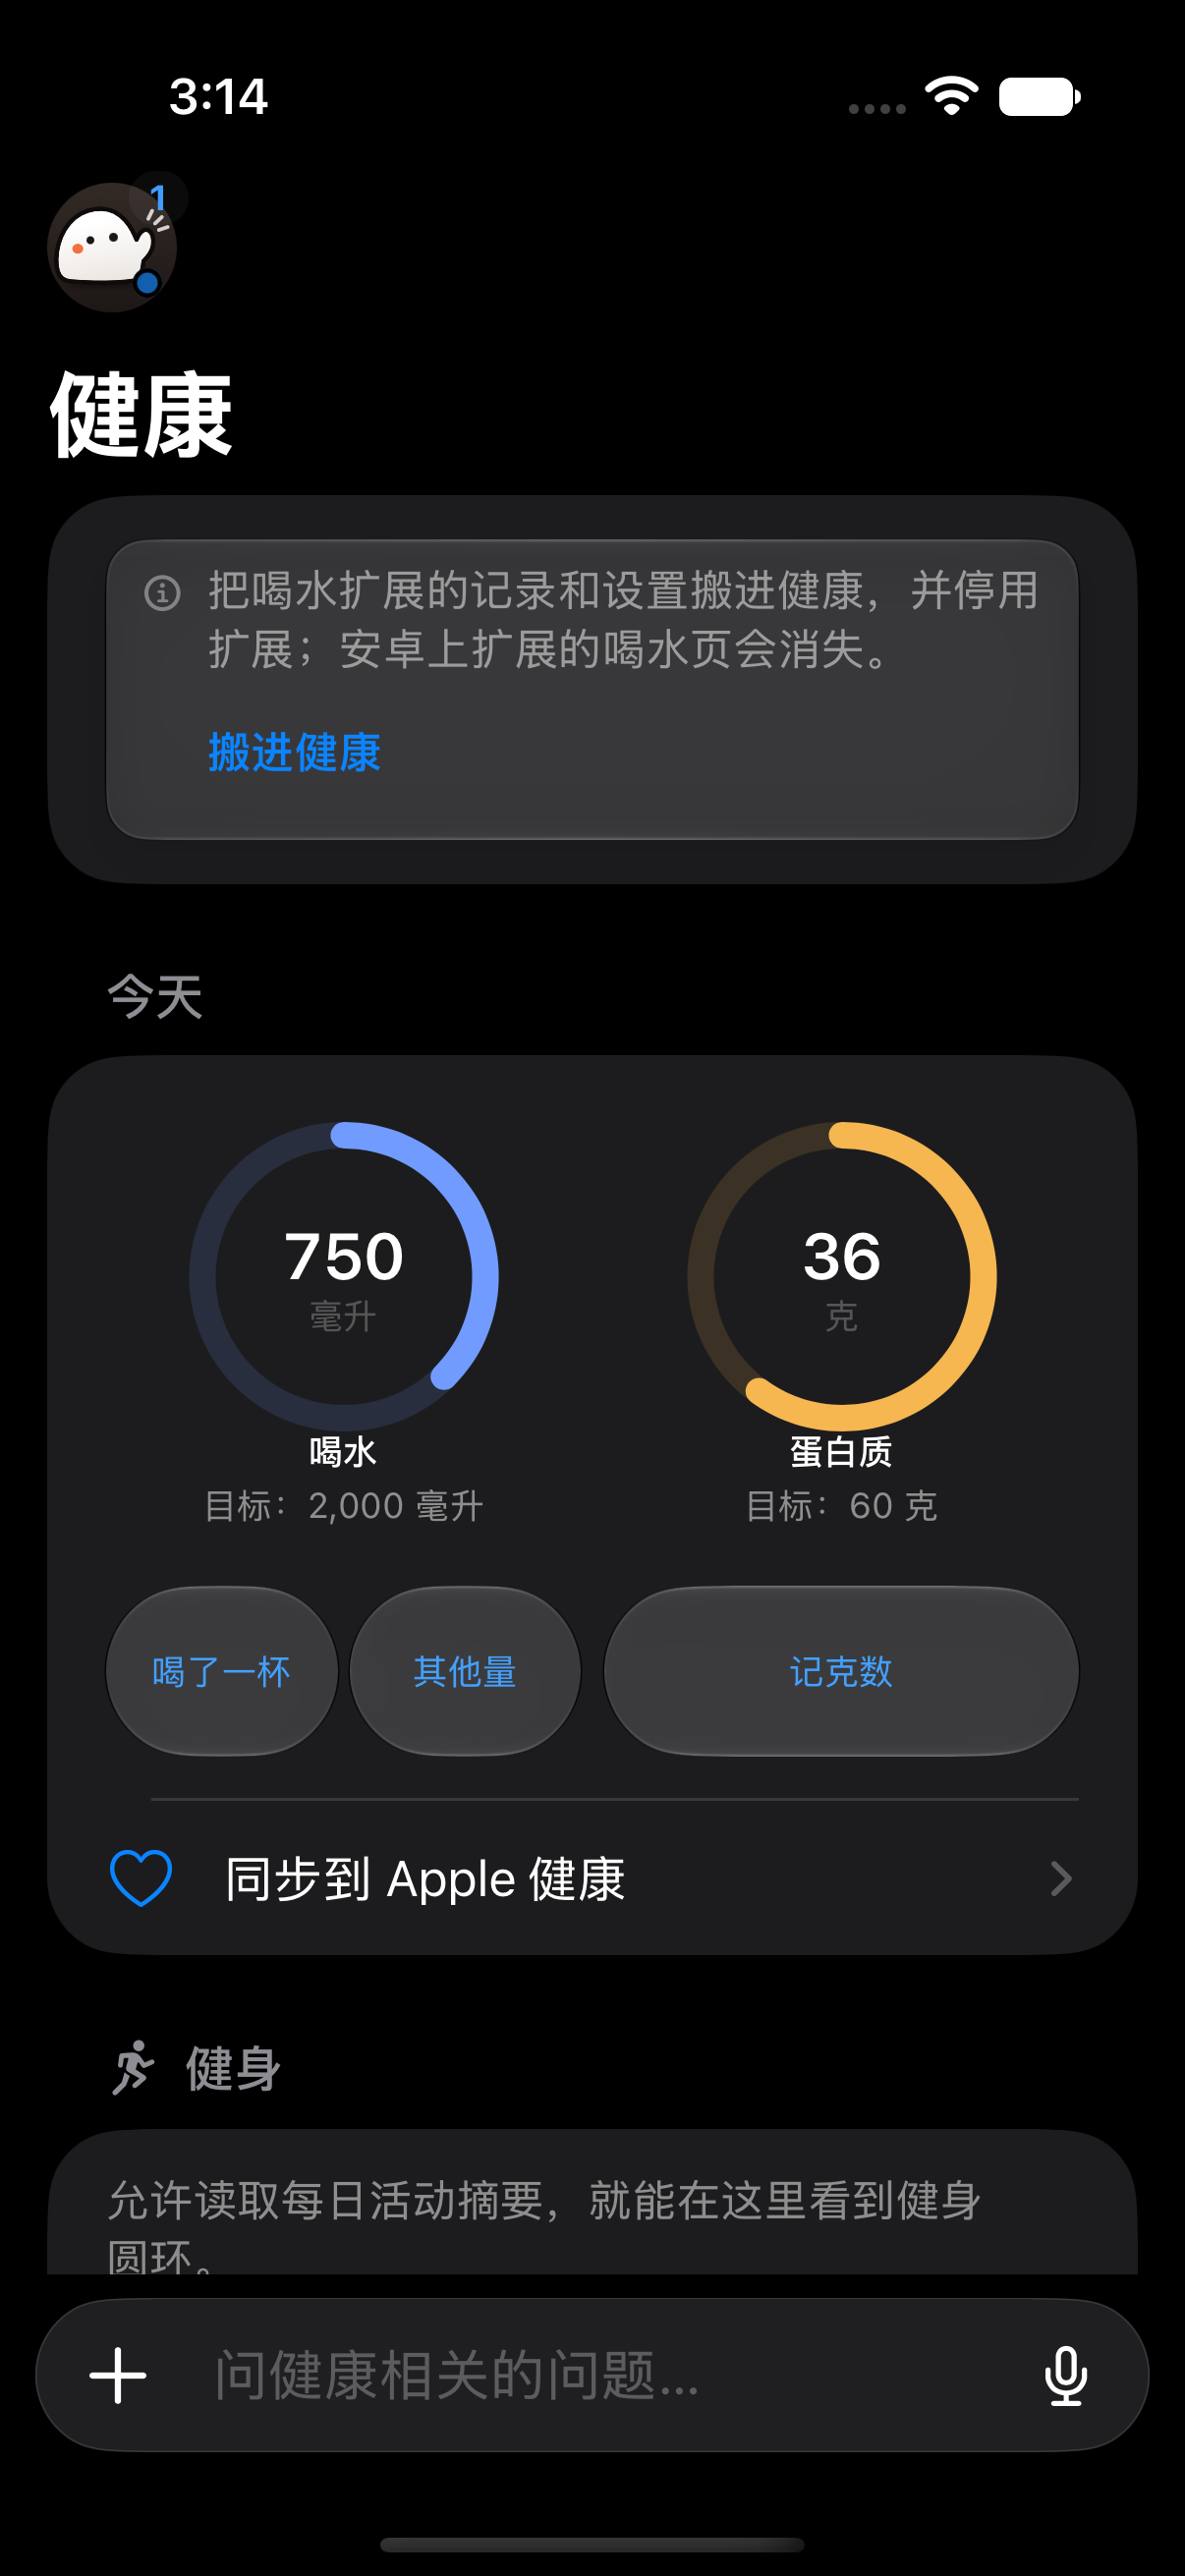 3:14
1
健康
把喝水扩展的记录和设置搬进健康，并停用
扩展；安卓上扩展的喝水页会消失。
搬进健康
今天
750
毫升
喝水
目标：2,000 毫升
36
克
蛋白质
目标：60 克
喝了一杯
其他量
记克数
同步到 Apple 健康
健身
允许读取每日活动摘要，就能在这里看到健身
圆环。
问健康相关的问题...